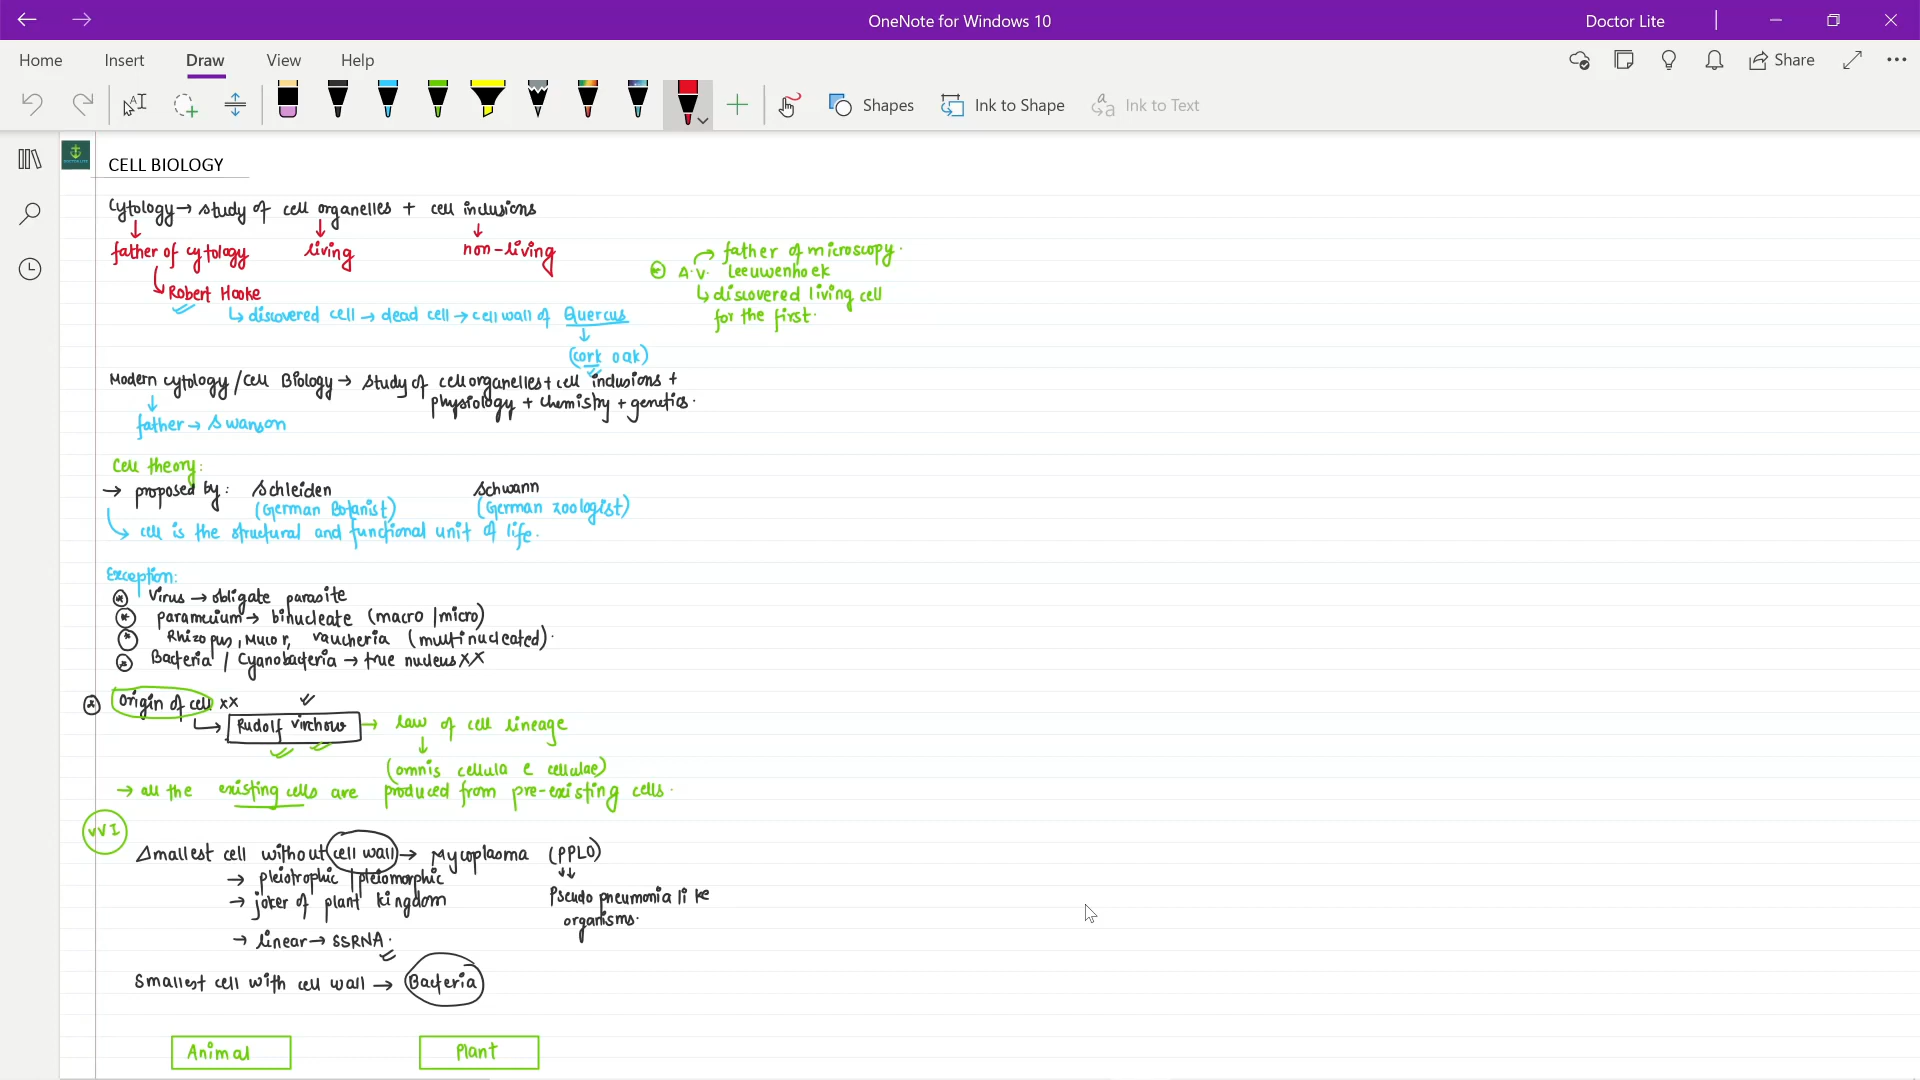 OneNote for Windows 10
Doctor Lite
Home Insert Draw View Help
Share
Shapes
Ink to Shape
Ink to Text
CELL BIOLOGY
Cytology → study of cell organelles + cell inclusions
father of cytology
living
non-living
Robert Hooke
discovered cell → dead cell → cell wall of Quercus
(cork oak)
father of microscopy.
A.V. Leeuwenhoek
discovered living cell
for the first.
Modern cytology / Cell Biology → study of cell organelles + cell inclusions +
physiology + chemistry + genetics.
father → Swanson
Cell theory:
→ proposed by: Schleiden Schwann
(German Botanist) (German zoologist)
cell is the structural and functional unit of life.
Exception:
Virus → obligate parasite
paramecium → binucleate (macro / micro)
Rhizopus, Mucor, vaucheria (multinucleated).
Bacteria / Cyanobacteria → true nucleus XX
Origin of cell XX
Rudolf Virchow → law of cell lineage
(omnis cellula e cellulae)
→ all the existing cells are produced from pre-existing cells.
VVI
Smallest cell without cell wall → Mycoplasma (PPLO)
→ pleiotrophic / pleiomorphic
→ joker of plant kingdom
Pseudo pneumonia like
organisms.
→ linear → SSRNA.
Smallest cell with cell wall → Bacteria
Animal Plant